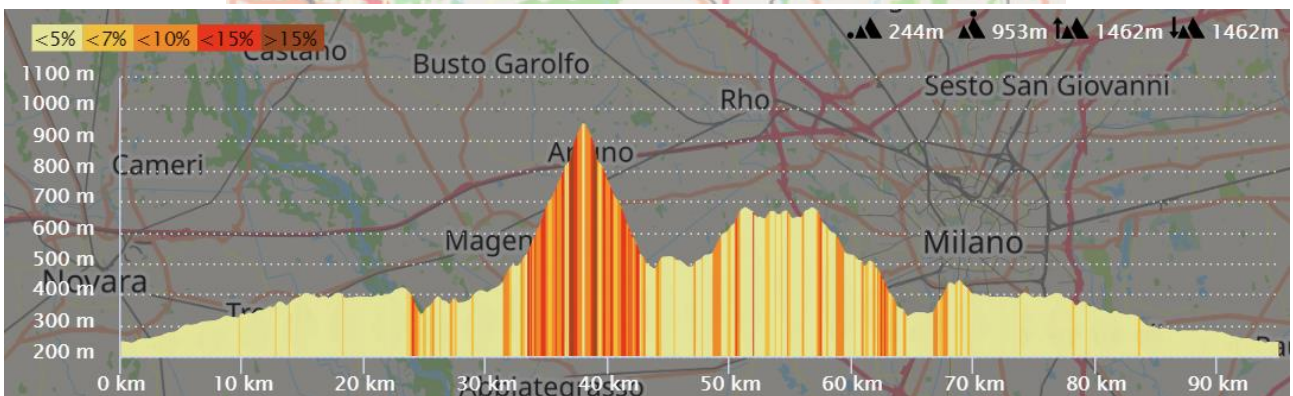 <5% <7% <10% <15% >15%
244m 953m 1462m 1462m
Castano
Busto Garolfo
1100 m
Sesto San Giovanni
1000 m
Rho
900 m
Cameri
800 m
700 m
600 m
Magen
Milano
500 m
Novara
400 m
300 m
200 m
0 km 10 km 20 km 30 km 40 km 50 km 60 km 70 km 80 km 90 km